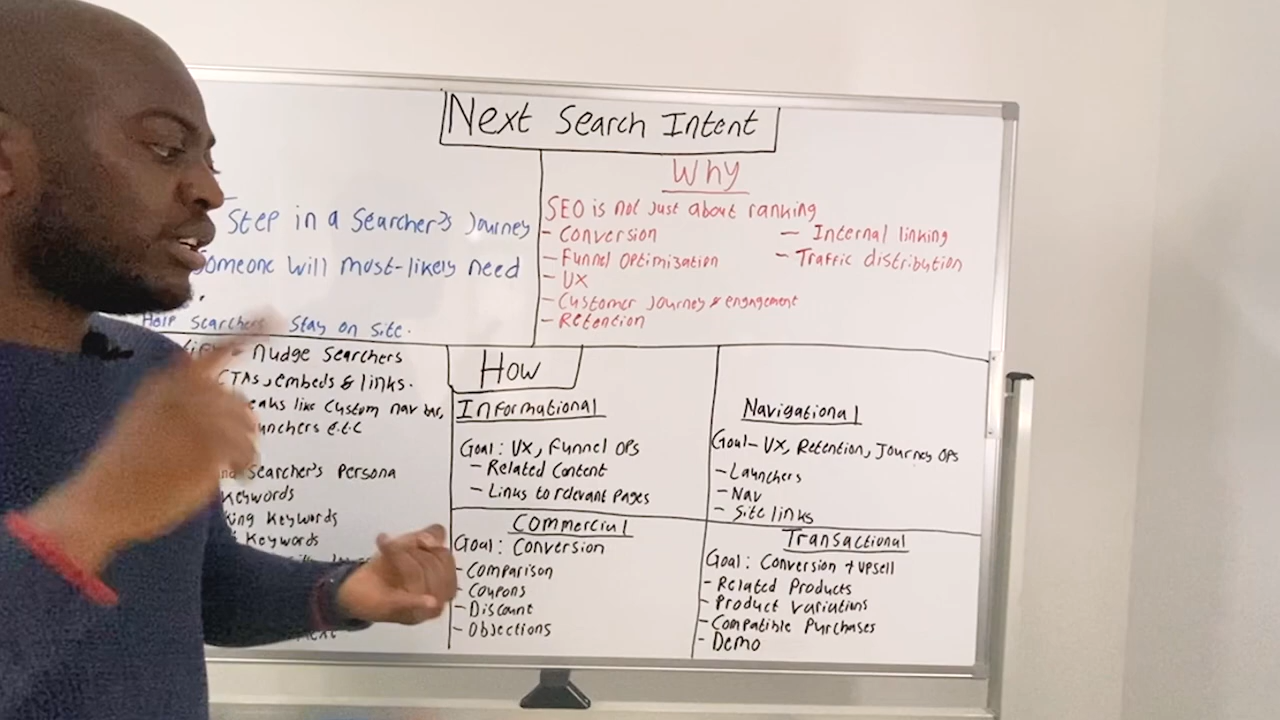 Next Search Intent
Step in a Searcher's Journey
Someone will most-likely need
Help Searchers Stay on Site.
Why
SEO is not Just about ranking
- Conversion
- Funnel Optimization
- UX
- Customer Journey & engagement
- Retention
- Internal linking
- Traffic distribution
nudge Searchers
CTAs, embeds & links.
like Custom nav bar,
launchers e.t.c
Searcher's Persona
Keywords
Keywords
Keywords
How
Informational
Goal: UX, Funnel OPs
- Related Content
- Links to relevant Pages
Navigational
Goal- UX, Retention, Journey OPs
- Launchers
- Nav
- Site links
Commercial
Goal: Conversion
- Comparison
- Coupons
- Discount
- Objections
Transactional
Goal: Conversion + upsell
- Related Products
- Product variations
- Compatible Purchases
- Demo